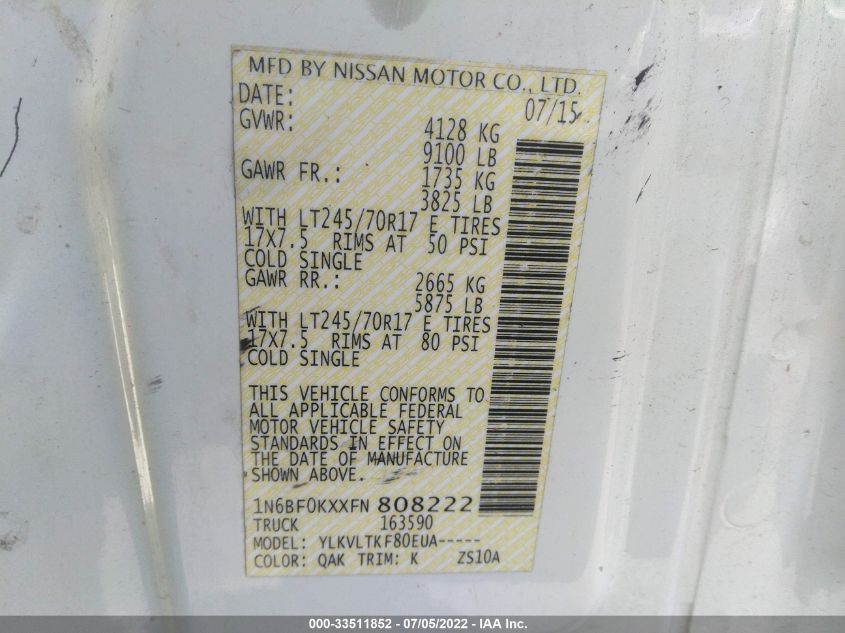 MFD BY NISSAN MOTOR CO., LTD.
DATE: 07/15
GVWR: 4128 KG
9100 LB
GAWR FR.: 1735 KG
3825 LB
WITH LT245/70R17 E TIRES
17X7.5 RIMS AT 50 PSI
COLD SINGLE
GAWR RR.: 2665 KG
5875 LB
WITH LT245/70R17 E TIRES
17X7.5 RIMS AT 80 PSI
COLD SINGLE
THIS VEHICLE CONFORMS TO
ALL APPLICABLE FEDERAL
MOTOR VEHICLE SAFETY
STANDARDS IN EFFECT ON
THE DATE OF MANUFACTURE
SHOWN ABOVE.
1N6BF0KXXFN 808222
TRUCK 163590
MODEL: YLKVLTKF80EUA-----
COLOR: QAK TRIM: K ZS10A
000-33511852 - 07/05/2022 - IAA Inc.